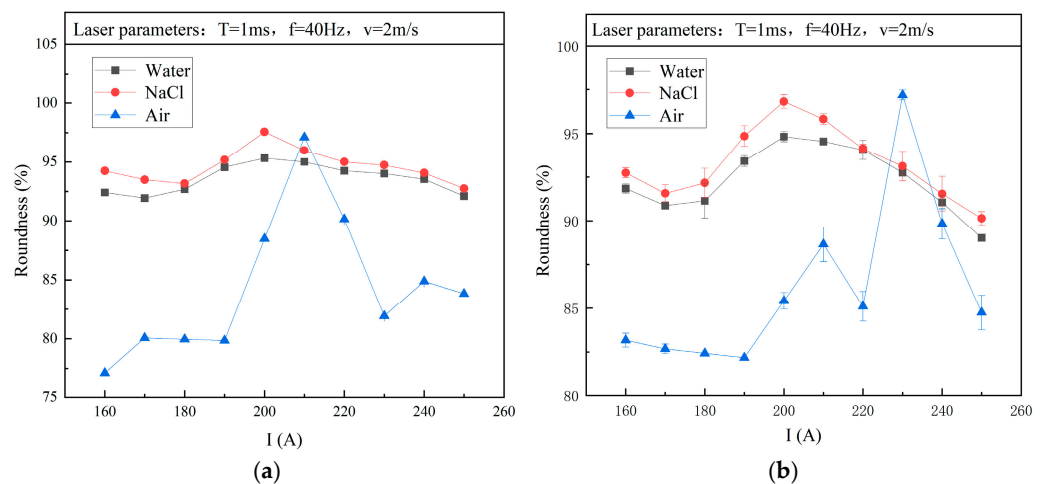 Laser parameters：T=1ms，f=40Hz，v=2m/s
Water
NaCl
Air
105
100
95
90
85
80
75
Roundness (%)
160
180
200
220
240
260
I (A)
(a)
Laser parameters：T=1ms，f=40Hz，v=2m/s
Water
NaCl
Air
100
95
90
85
80
Roundness (%)
160
180
200
220
240
260
I (A)
(b)